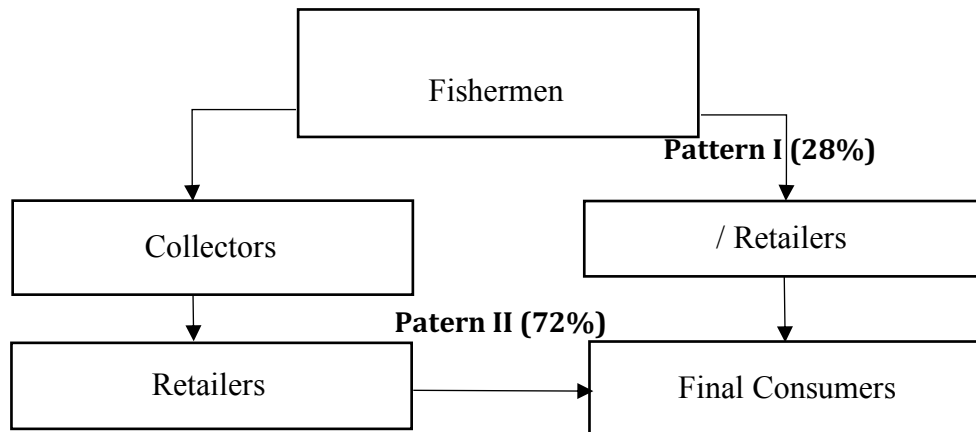 Fishermen
Pattern I (28%)
Collectors
/ Retailers
Patern II (72%)
Retailers
Final Consumers